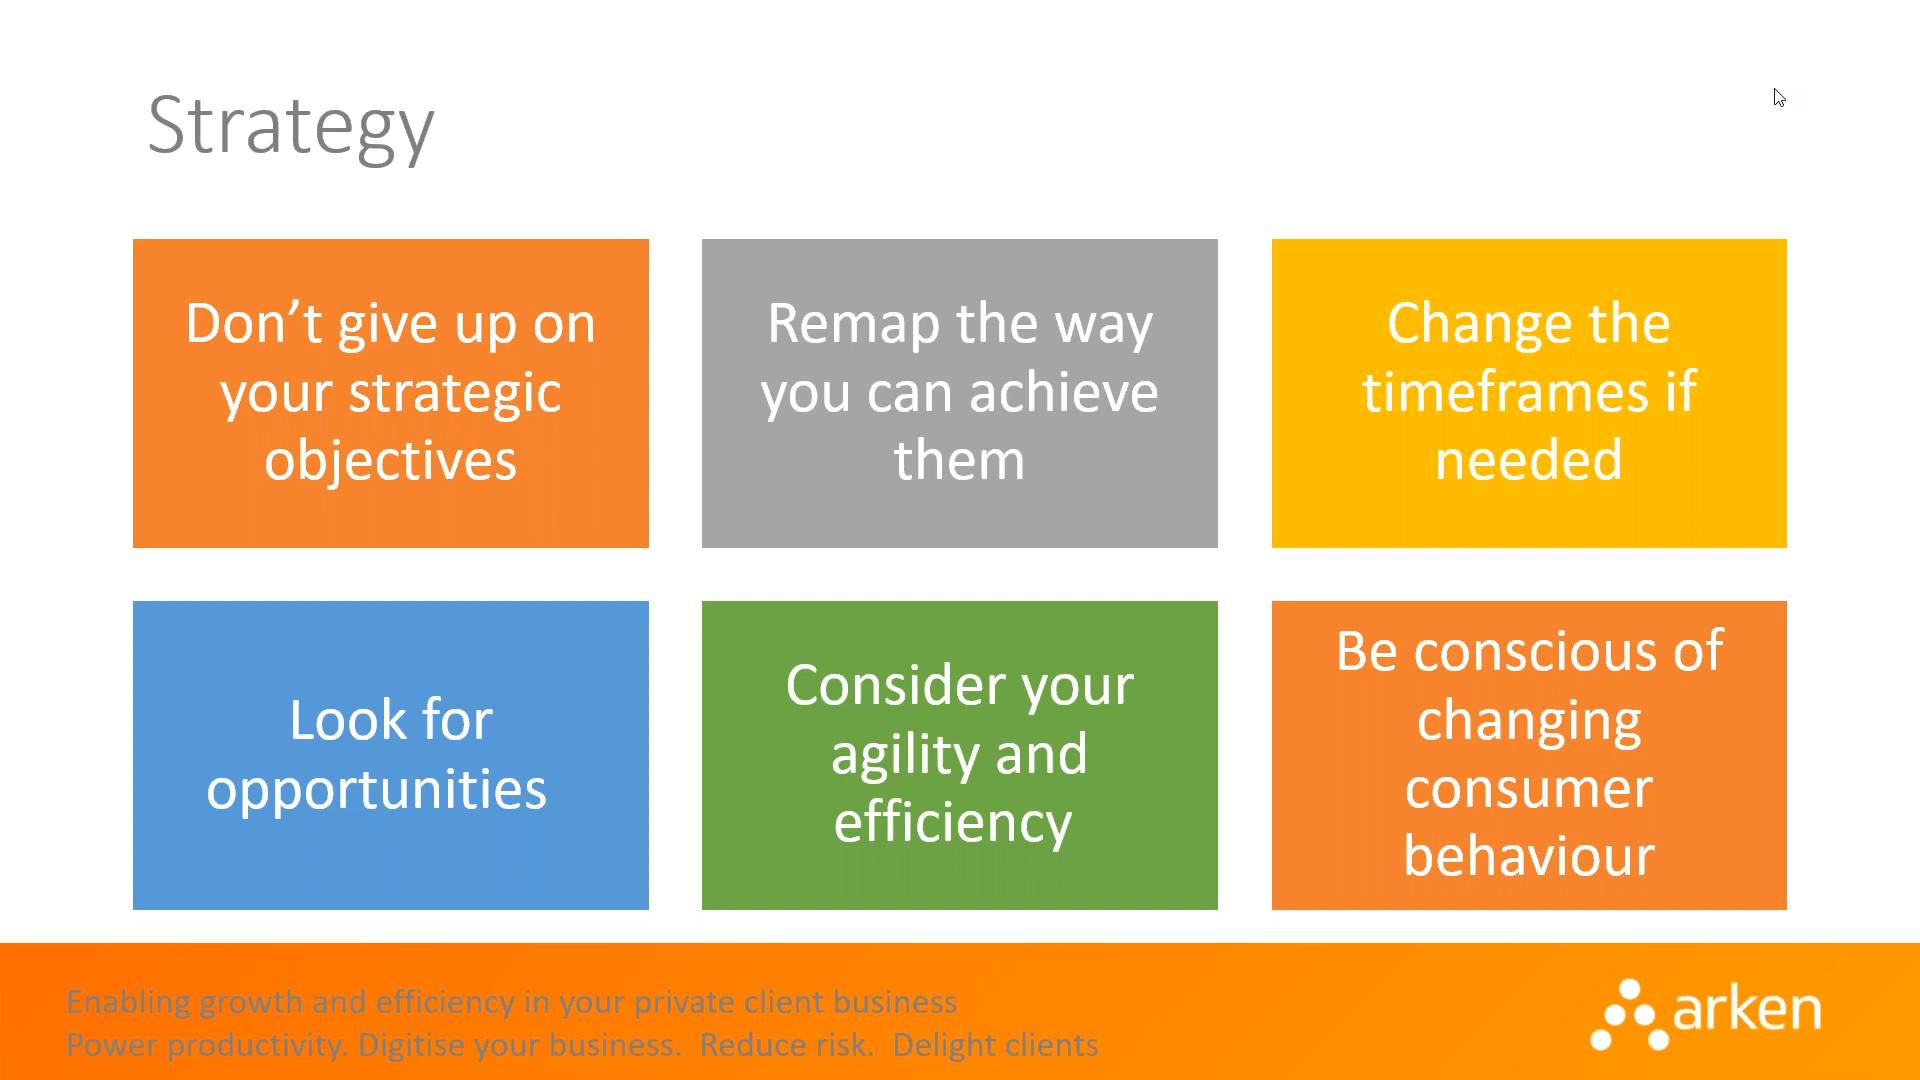 Strategy
Don’t give up on
your strategic
objectives
Remap the way
you can achieve
them
Change the
timeframes if
needed
Look for
opportunities
Consider your
agility and
efficiency
Be conscious of
changing
consumer
behaviour
Enabling growth and efficiency in your private client business
Power productivity. Digitise your business.  Reduce risk.  Delight clients
arken